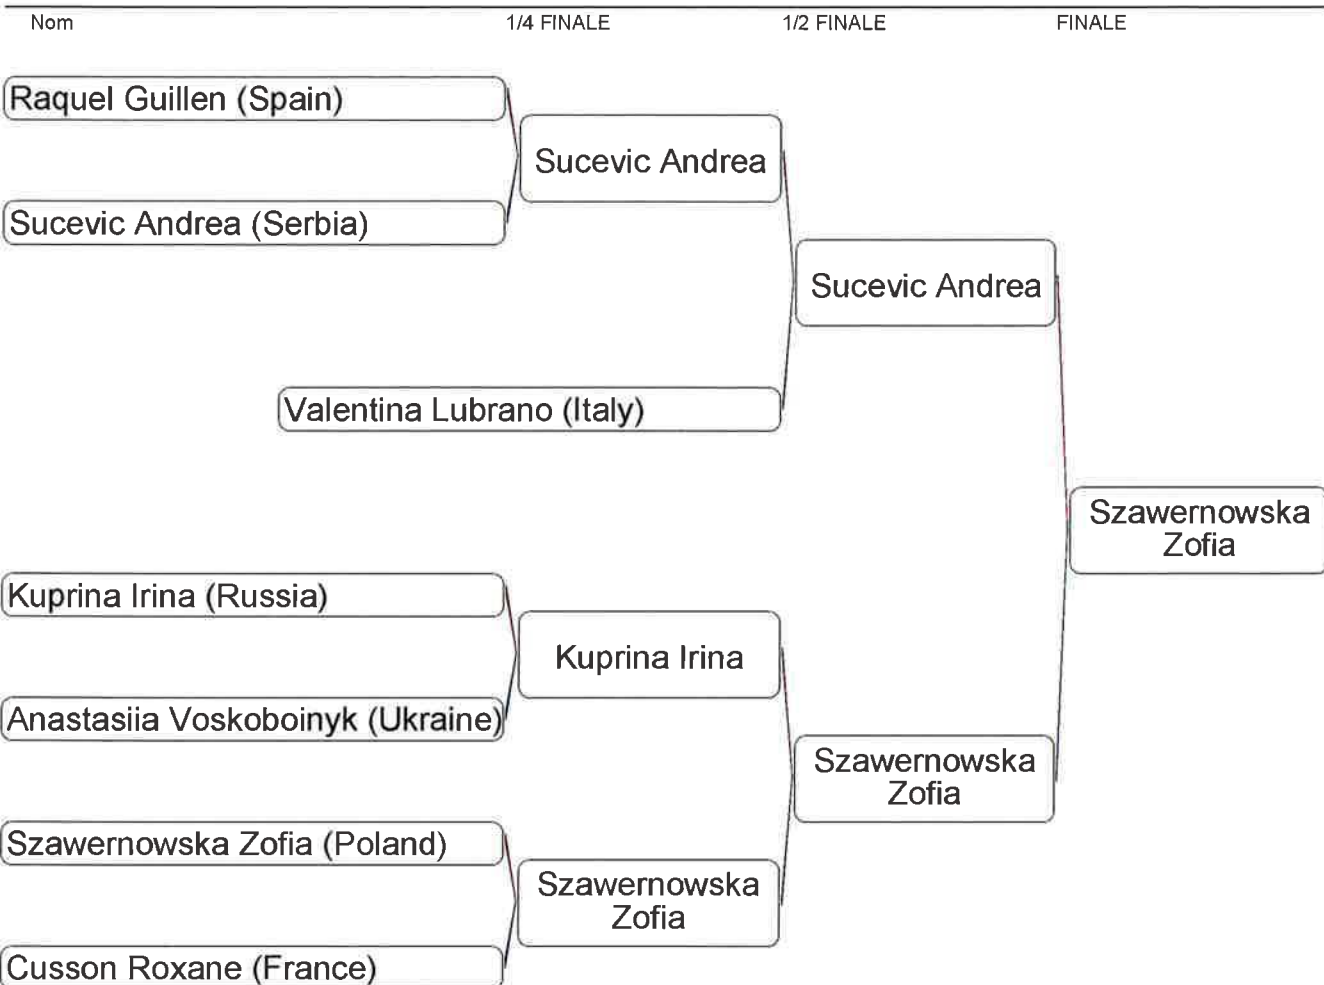 Nom 1/4 FINALE 1/2 FINALE FINALE
Raquel Guillen (Spain)
Sucevic Andrea
Sucevic Andrea (Serbia)
Sucevic Andrea
Valentina Lubrano (Italy)
Szawernowska
Zofia
Kuprina Irina (Russia)
Kuprina Irina
Anastasiia Voskoboinyk (Ukraine)
Szawernowska
Zofia
Szawernowska Zofia (Poland)
Szawernowska
Zofia
Cusson Roxane (France)